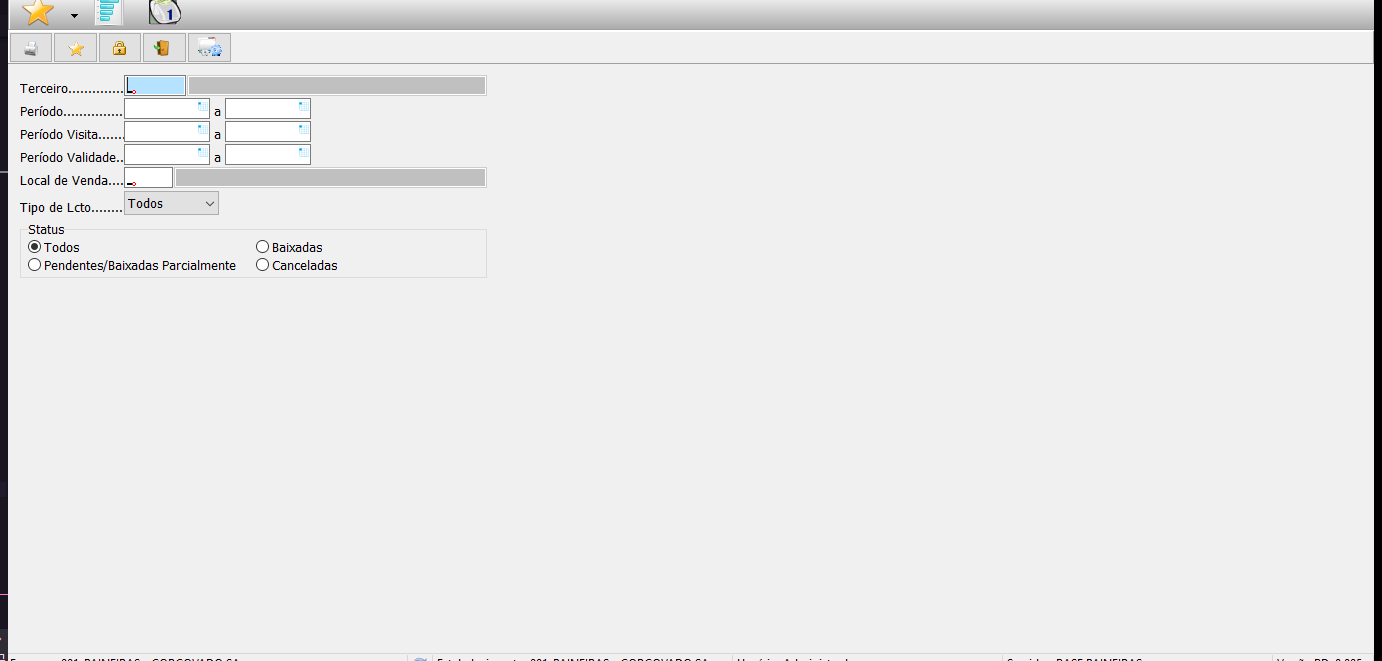 1
Terceiro..............
Período...............
a
Período Visita.......
a
Período Validade..
a
Local de Venda....
Tipo de Lcto........
Todos
Status
Todos
Baixadas
Pendentes/Baixadas Parcialmente
Canceladas